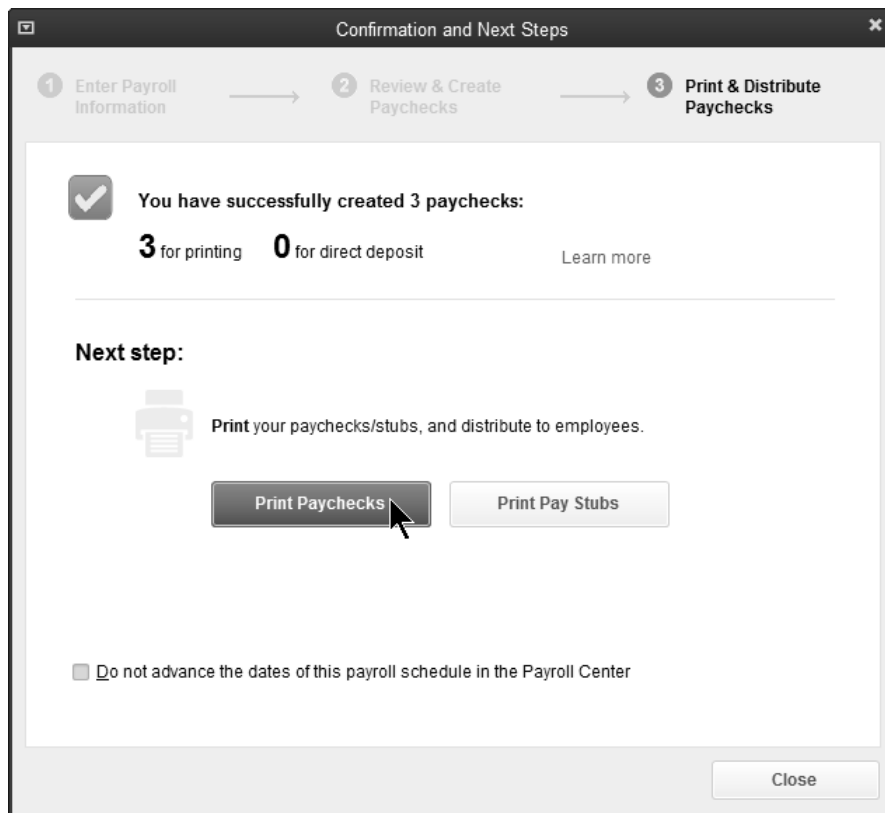 Confirmation and Next Steps
1 Enter Payroll Information
2 Review & Create Paychecks
3 Print & Distribute Paychecks
You have successfully created 3 paychecks:
3 for printing 0 for direct deposit Learn more
Next step:
Print your paychecks/stubs, and distribute to employees.
Print Paychecks Print Pay Stubs
Do not advance the dates of this payroll schedule in the Payroll Center
Close